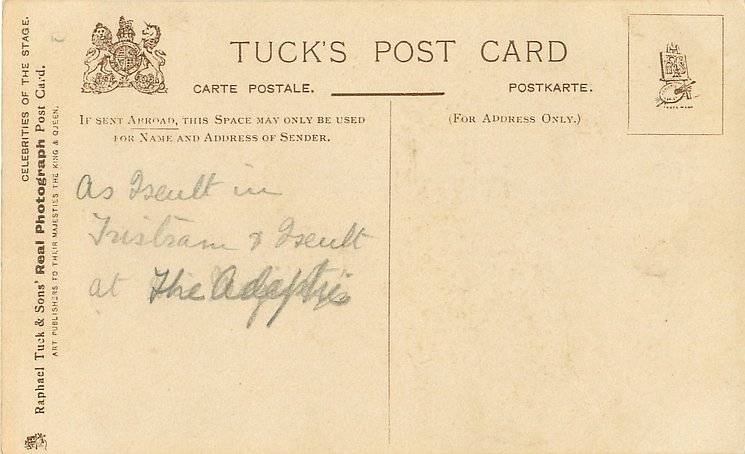 TUCK'S POST CARD
CARTE POSTALE.
POSTKARTE.
IF SENT ABROAD, THIS SPACE MAY ONLY BE USED
FOR NAME AND ADDRESS OF SENDER.
(FOR ADDRESS ONLY.)
As Iseult in
Tristram & Iseult
at The Adelphi
CELEBRITIES OF THE STAGE.
Raphael Tuck & Sons' Real Photograph Post Card.
ART PUBLISHERS TO THEIR MAJESTIES THE KING & QUEEN.